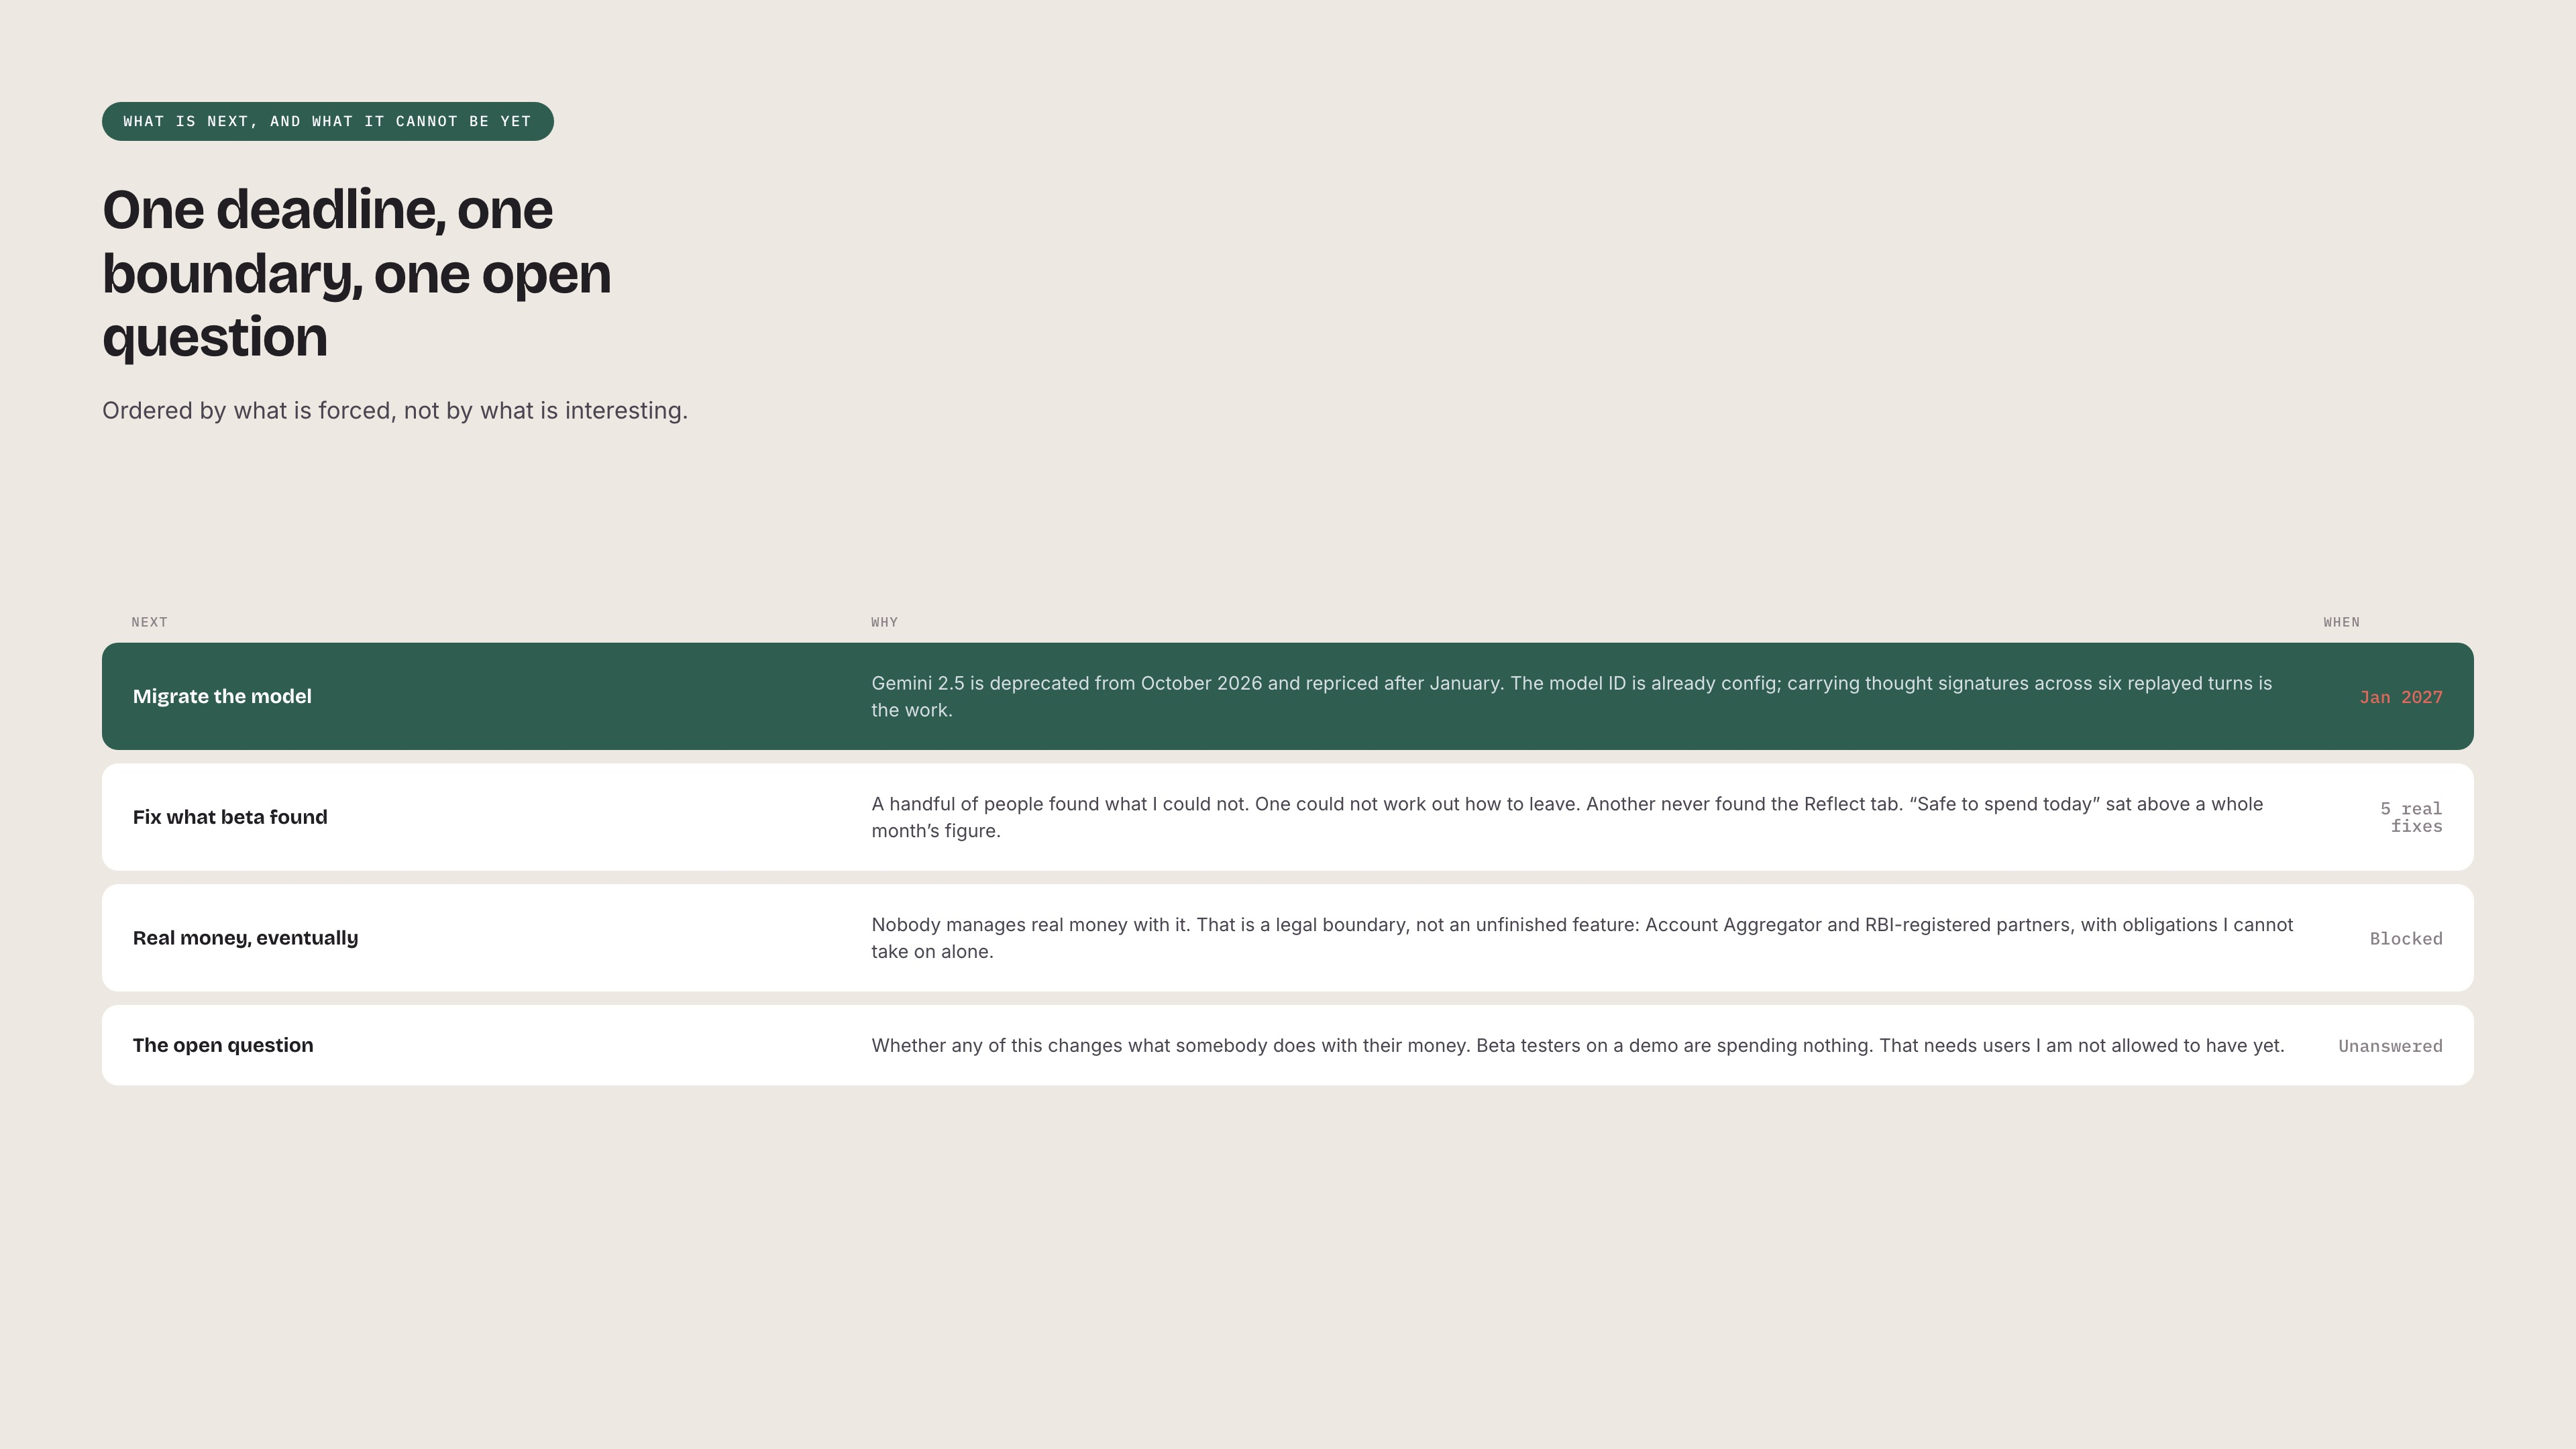 WHAT IS NEXT, AND WHAT IT CANNOT BE YET
One deadline, one
boundary, one open
question
Ordered by what is forced, not by what is interesting.
NEXT WHY WHEN
Migrate the model
Gemini 2.5 is deprecated from October 2026 and repriced after January. The model ID is already config; carrying thought signatures across six replayed turns is
the work.
Jan 2027
Fix what beta found
A handful of people found what I could not. One could not work out how to leave. Another never found the Reflect tab. “Safe to spend today” sat above a whole
month’s figure.
5 real
fixes
Real money, eventually
Nobody manages real money with it. That is a legal boundary, not an unfinished feature: Account Aggregator and RBI-registered partners, with obligations I cannot
take on alone.
Blocked
The open question
Whether any of this changes what somebody does with their money. Beta testers on a demo are spending nothing. That needs users I am not allowed to have yet.
Unanswered